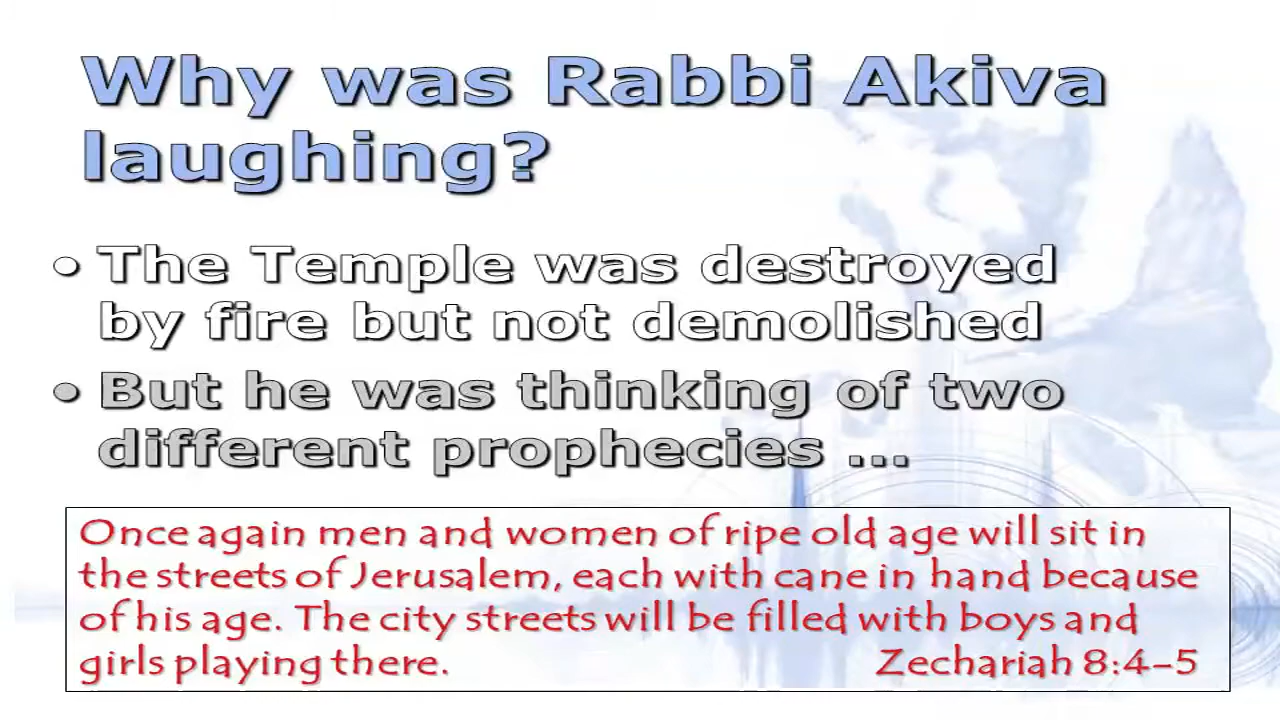 Why was Rabbi Akiva
laughing?
• The Temple was destroyed
by fire but not demolished
• But he was thinking of two
different prophecies ...
Once again men and women of ripe old age will sit in
the streets of Jerusalem, each with cane in hand because
of his age. The city streets will be filled with boys and
girls playing there. Zechariah 8:4-5